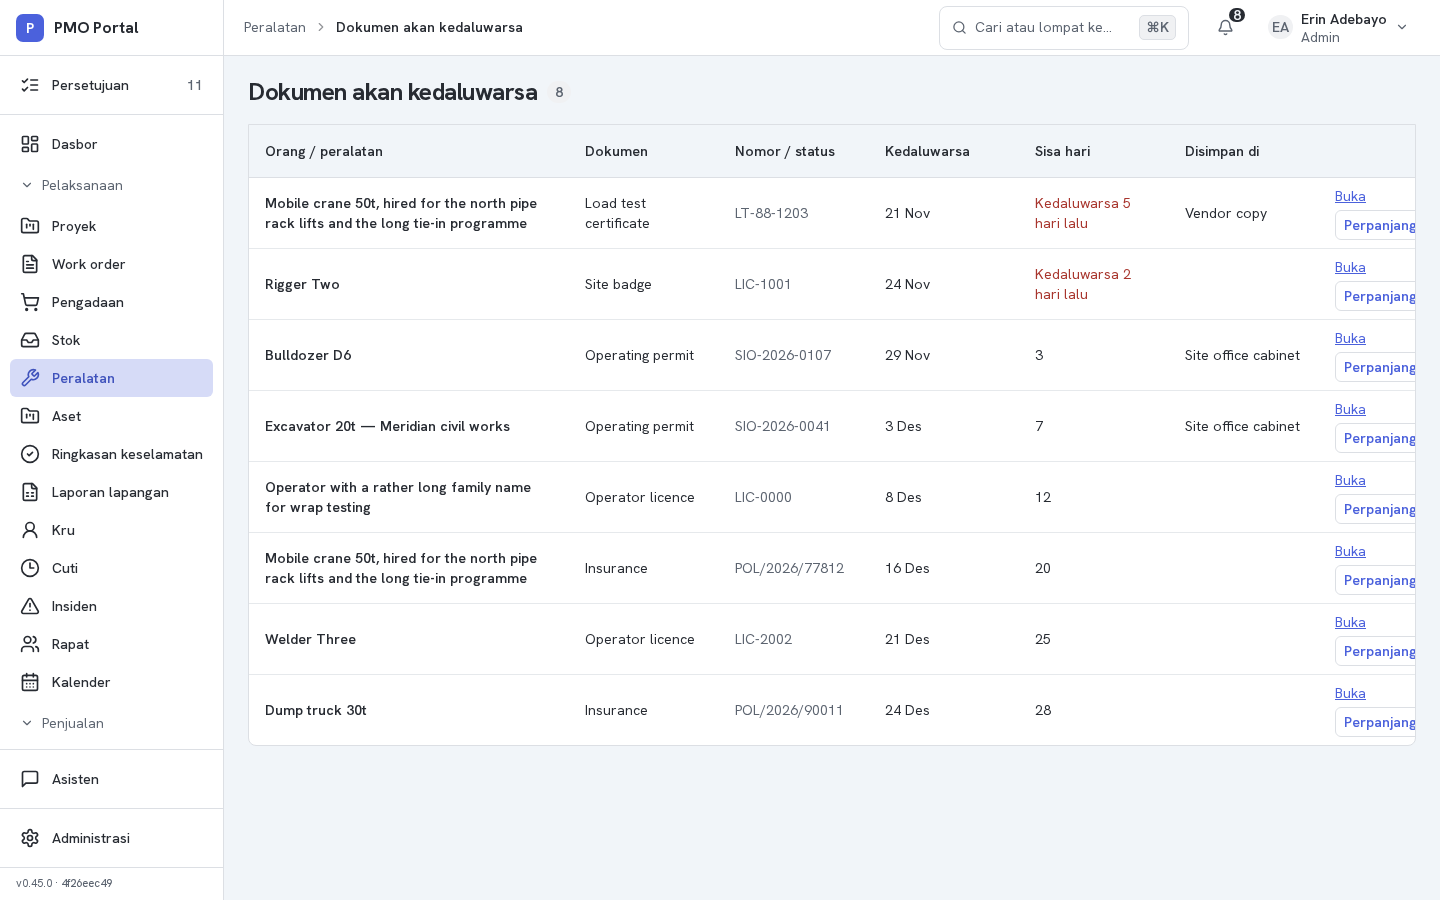 P PMO Portal
Peralatan > Dokumen akan kedaluwarsa
Cari atau lompat ke... ⌘K
8
EA Erin Adebayo
Admin
Persetujuan 11
Dasbor
Pelaksanaan
Proyek
Work order
Pengadaan
Stok
Peralatan
Aset
Ringkasan keselamatan
Laporan lapangan
Kru
Cuti
Insiden
Rapat
Kalender
Penjualan
Asisten
Administrasi
v0.45.0 · 4f26eec49
Dokumen akan kedaluwarsa 8
Orang / peralatan Dokumen Nomor / status Kedaluwarsa Sisa hari Disimpan di
Mobile crane 50t, hired for the north pipe
rack lifts and the long tie-in programme
Load test
certificate
LT-88-1203
21 Nov
Kedaluwarsa 5
hari lalu
Vendor copy
Buka
Perpanjang
Rigger Two
Site badge
LIC-1001
24 Nov
Kedaluwarsa 2
hari lalu
Buka
Perpanjang
Bulldozer D6
Operating permit
SIO-2026-0107
29 Nov
3
Site office cabinet
Buka
Perpanjang
Excavator 20t — Meridian civil works
Operating permit
SIO-2026-0041
3 Des
7
Site office cabinet
Buka
Perpanjang
Operator with a rather long family name
for wrap testing
Operator licence
LIC-0000
8 Des
12
Buka
Perpanjang
Mobile crane 50t, hired for the north pipe
rack lifts and the long tie-in programme
Insurance
POL/2026/77812
16 Des
20
Buka
Perpanjang
Welder Three
Operator licence
LIC-2002
21 Des
25
Buka
Perpanjang
Dump truck 30t
Insurance
POL/2026/90011
24 Des
28
Buka
Perpanjang